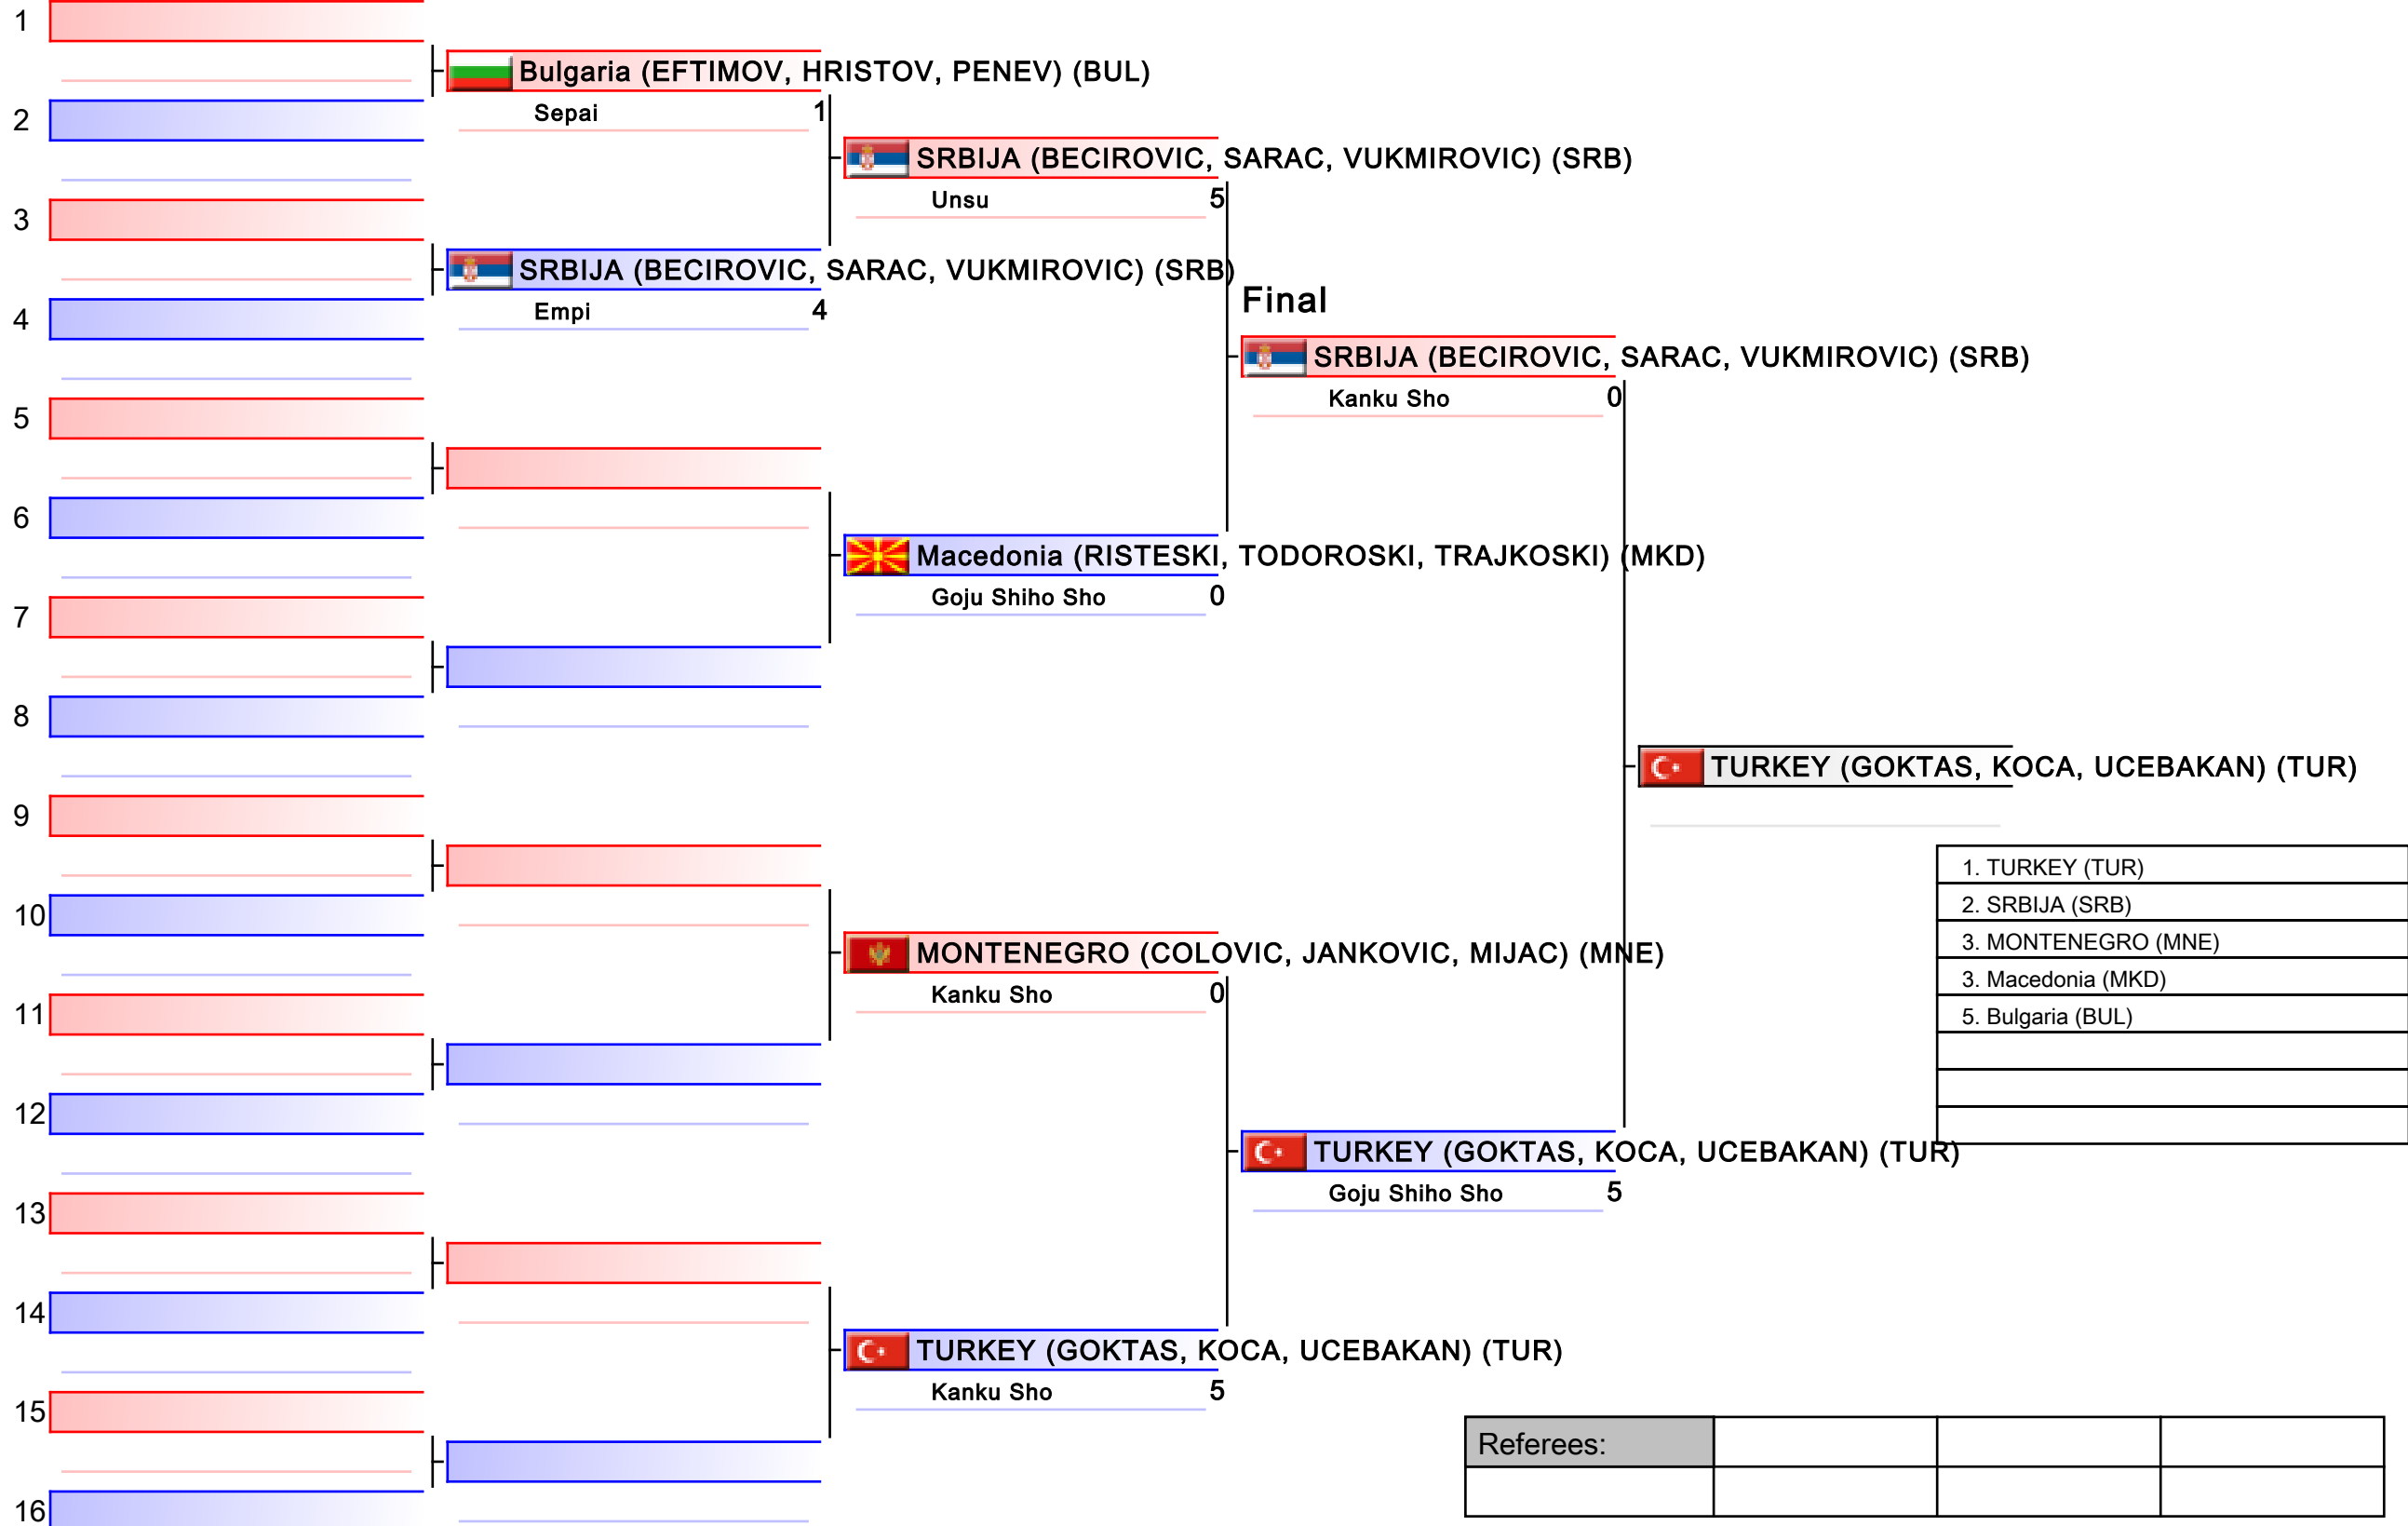 1
Bulgaria (EFTIMOV, HRISTOV, PENEV) (BUL)
Sepai 1
2
SRBIJA (BECIROVIC, SARAC, VUKMIROVIC) (SRB)
Unsu 5
3
SRBIJA (BECIROVIC, SARAC, VUKMIROVIC) (SRB)
Empi 4
4
Final
SRBIJA (BECIROVIC, SARAC, VUKMIROVIC) (SRB)
Kanku Sho 0
5
6
Macedonia (RISTESKI, TODOROSKI, TRAJKOSKI) (MKD)
Goju Shiho Sho 0
7
8
TURKEY (GOKTAS, KOCA, UCEBAKAN) (TUR)
9
1. TURKEY (TUR)
2. SRBIJA (SRB)
3. MONTENEGRO (MNE)
3. Macedonia (MKD)
5. Bulgaria (BUL)
10
MONTENEGRO (COLOVIC, JANKOVIC, MIJAC) (MNE)
Kanku Sho 0
11
12
TURKEY (GOKTAS, KOCA, UCEBAKAN) (TUR)
Goju Shiho Sho 5
13
14
TURKEY (GOKTAS, KOCA, UCEBAKAN) (TUR)
Kanku Sho 5
15
Referees:
16